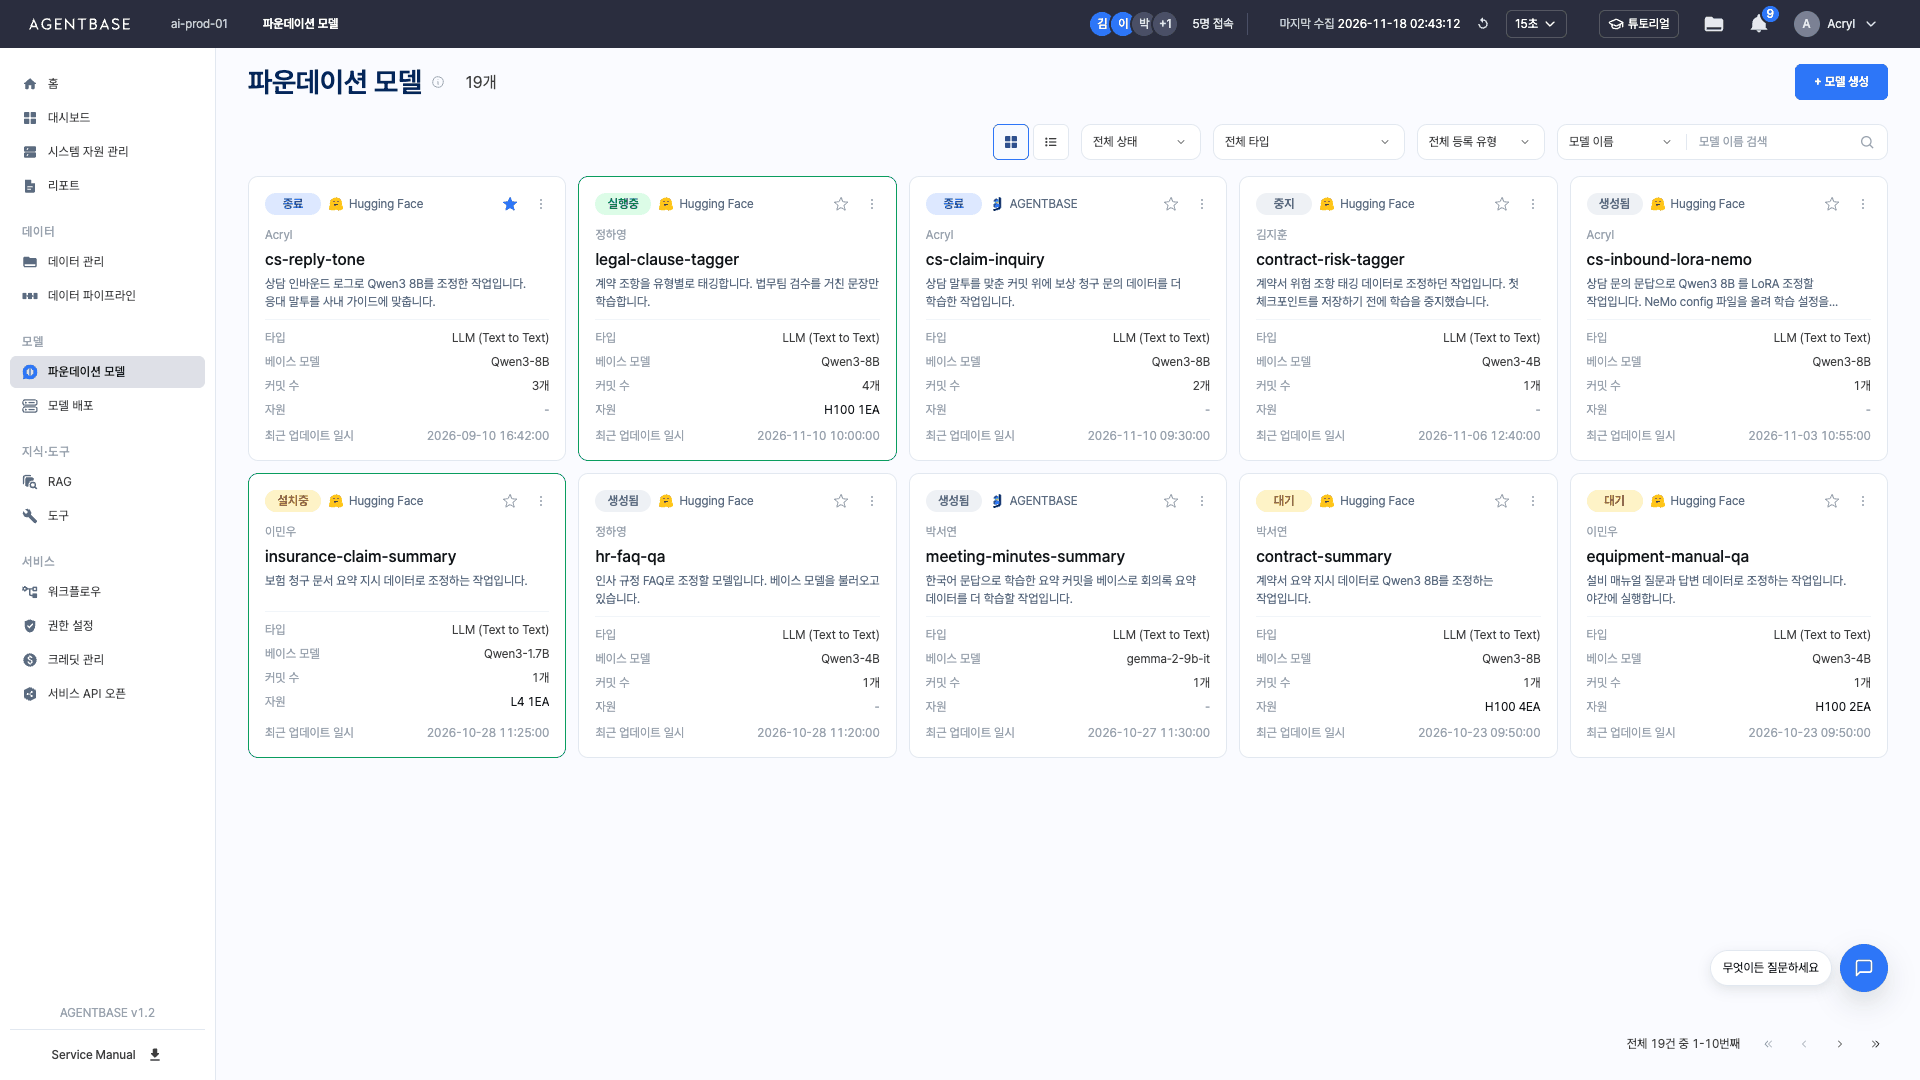 AGENTBASE
ai-prod-01
파운데이션 모델
김 이 박 +1 5명 접속
마지막 수집 2026-11-18 02:43:12
15초
튜토리얼
9
A Acryl
홈
대시보드
시스템 자원 관리
리포트
데이터
데이터 관리
데이터 파이프라인
모델
파운데이션 모델
모델 배포
지식·도구
RAG
도구
서비스
워크플로우
권한 설정
크레딧 관리
서비스 API 오픈
AGENTBASE v1.2
Service Manual
파운데이션 모델 19개
+ 모델 생성
전체 상태
전체 타입
전체 등록 유형
모델 이름
모델 이름 검색
종료 Hugging Face
Acryl
cs-reply-tone
상담 인바운드 로그로 Qwen3 8B를 조정한 작업입니다.
응대 말투를 사내 가이드에 맞춥니다.
타입 LLM (Text to Text)
베이스 모델 Qwen3-8B
커밋 수 3개
자원 -
최근 업데이트 일시 2026-09-10 16:42:00
실행중 Hugging Face
정하영
legal-clause-tagger
계약 조항을 유형별로 태깅합니다. 법무팀 검수를 거친 문장만
학습합니다.
타입 LLM (Text to Text)
베이스 모델 Qwen3-8B
커밋 수 4개
자원 H100 1EA
최근 업데이트 일시 2026-11-10 10:00:00
종료 AGENTBASE
Acryl
cs-claim-inquiry
상담 말투를 맞춘 커밋 위에 보상 청구 문의 데이터를 더
학습한 작업입니다.
타입 LLM (Text to Text)
베이스 모델 Qwen3-8B
커밋 수 2개
자원 -
최근 업데이트 일시 2026-11-10 09:30:00
중지 Hugging Face
김지훈
contract-risk-tagger
계약서 위험 조항 태깅 데이터로 조정하던 작업입니다. 첫
체크포인트를 저장하기 전에 학습을 중지했습니다.
타입 LLM (Text to Text)
베이스 모델 Qwen3-4B
커밋 수 1개
자원 -
최근 업데이트 일시 2026-11-06 12:40:00
생성됨 Hugging Face
Acryl
cs-inbound-lora-nemo
상담 문의 문답으로 Qwen3 8B 를 LoRA 조정할
작업입니다. NeMo config 파일을 올려 학습 설정을...
타입 LLM (Text to Text)
베이스 모델 Qwen3-8B
커밋 수 1개
자원 -
최근 업데이트 일시 2026-11-03 10:55:00
설치중 Hugging Face
이민우
insurance-claim-summary
보험 청구 문서 요약 지시 데이터로 조정하는 작업입니다.
타입 LLM (Text to Text)
베이스 모델 Qwen3-1.7B
커밋 수 1개
자원 L4 1EA
최근 업데이트 일시 2026-10-28 11:25:00
생성됨 Hugging Face
정하영
hr-faq-qa
인사 규정 FAQ로 조정할 모델입니다. 베이스 모델을 불러오고
있습니다.
타입 LLM (Text to Text)
베이스 모델 Qwen3-4B
커밋 수 1개
자원 -
최근 업데이트 일시 2026-10-28 11:20:00
생성됨 AGENTBASE
박서연
meeting-minutes-summary
한국어 문답으로 학습한 요약 커밋을 베이스로 회의록 요약
데이터를 더 학습할 작업입니다.
타입 LLM (Text to Text)
베이스 모델 gemma-2-9b-it
커밋 수 1개
자원 -
최근 업데이트 일시 2026-10-27 11:30:00
대기 Hugging Face
박서연
contract-summary
계약서 요약 지시 데이터로 Qwen3 8B를 조정하는
작업입니다.
타입 LLM (Text to Text)
베이스 모델 Qwen3-8B
커밋 수 1개
자원 H100 4EA
최근 업데이트 일시 2026-10-23 09:50:00
대기 Hugging Face
이민우
equipment-manual-qa
설비 매뉴얼 질문과 답변 데이터로 조정하는 작업입니다.
야간에 실행합니다.
타입 LLM (Text to Text)
베이스 모델 Qwen3-4B
커밋 수 1개
자원 H100 2EA
최근 업데이트 일시 2026-10-23 09:50:00
무엇이든 질문하세요
전체 19건 중 1-10번째